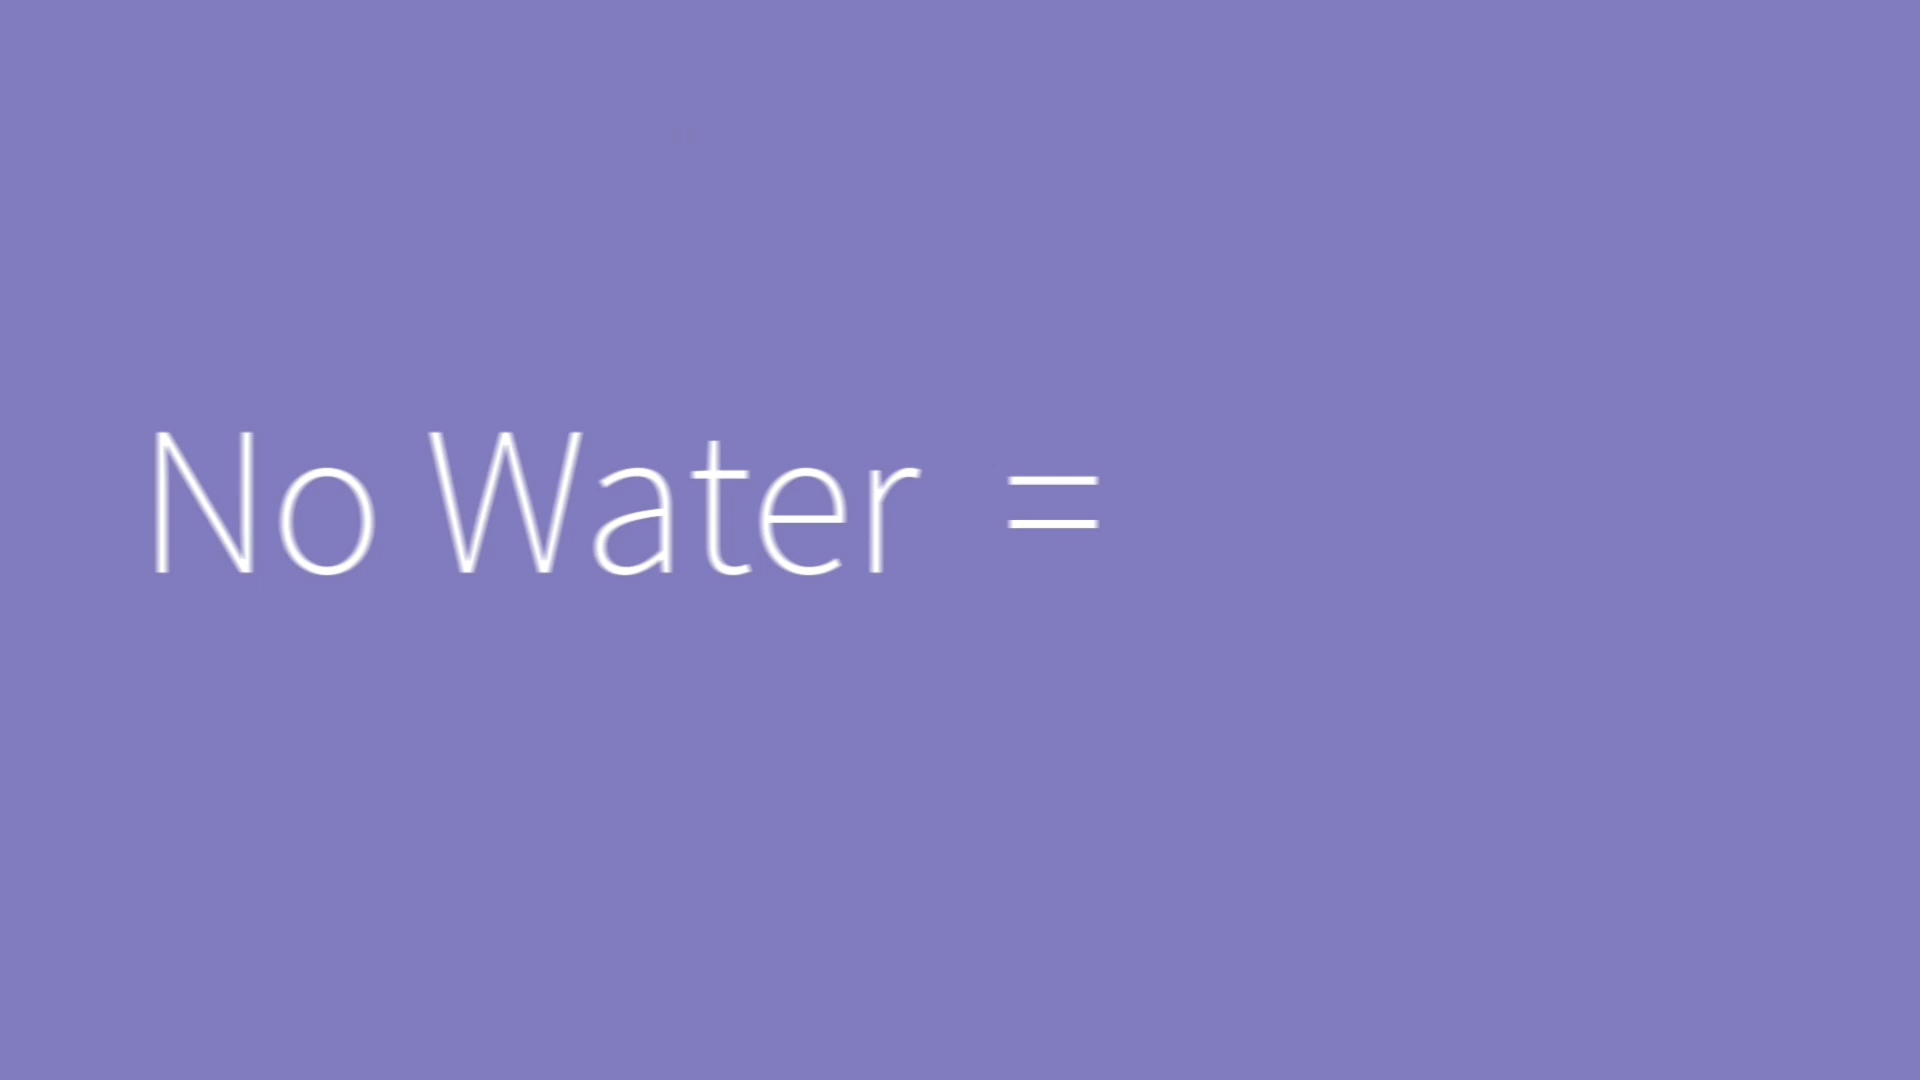 No Water =